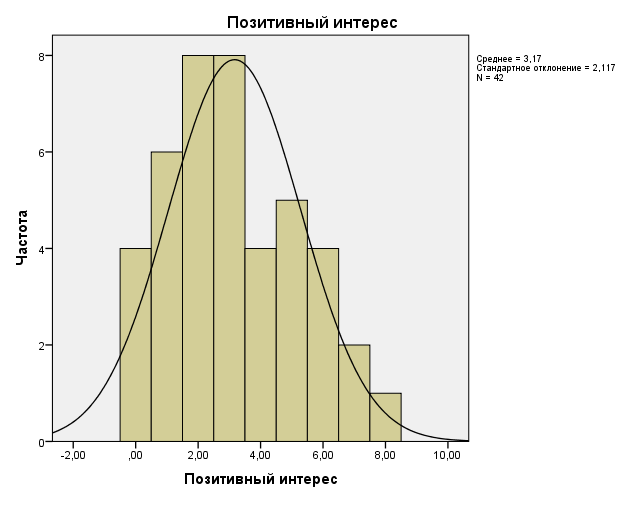 Позитивный интерес
Среднее = 3,17
Стандартное отклонение = 2,117
N = 42
Частота
8
6
4
2
0
-2,00 ,00 2,00 4,00 6,00 8,00 10,00
Позитивный интерес